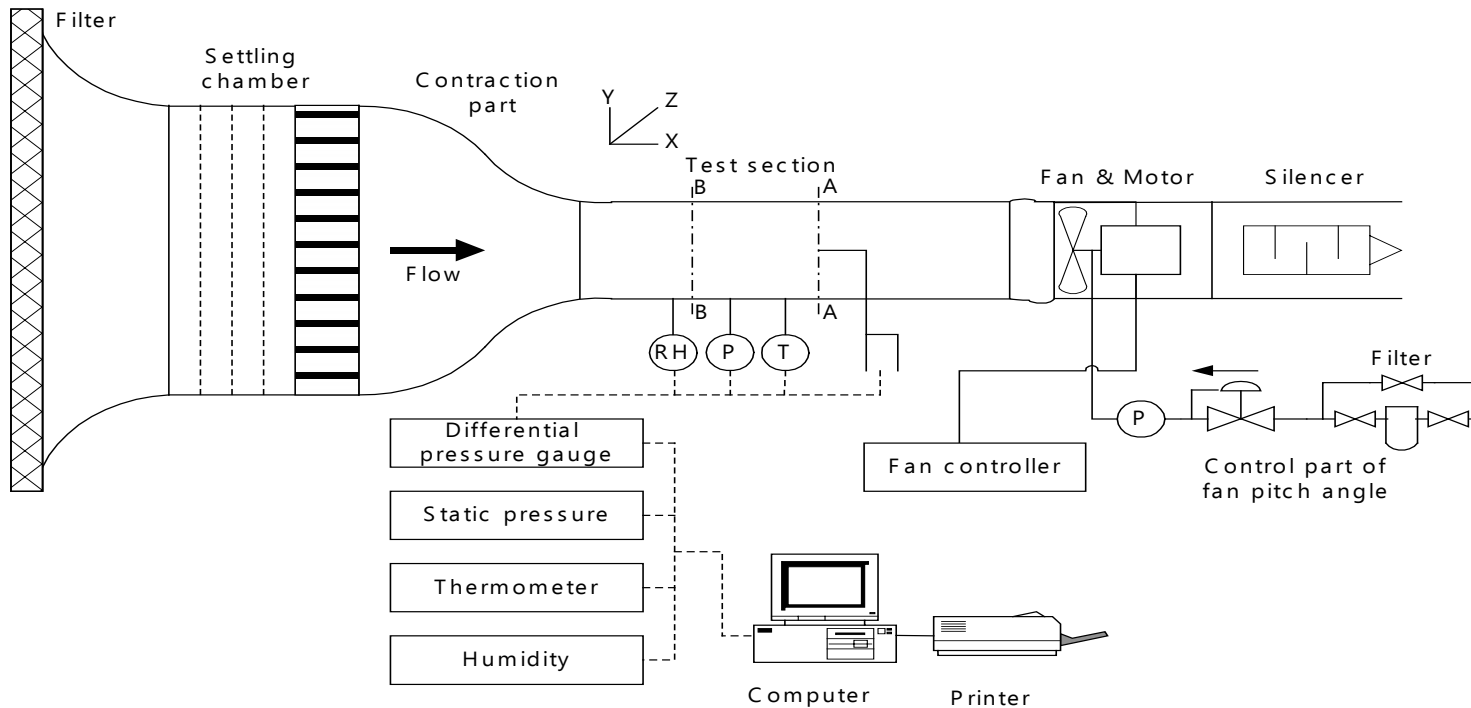 Filter
Settling
chamber
Contraction
part
Y
Z
X
Test section
B
A
Fan & Motor
Silencer
Flow
B
A
RH
P
T
Filter
P
Differential
pressure gauge
Fan controller
Control part of
fan pitch angle
Static pressure
Thermometer
Humidity
Computer
Printer